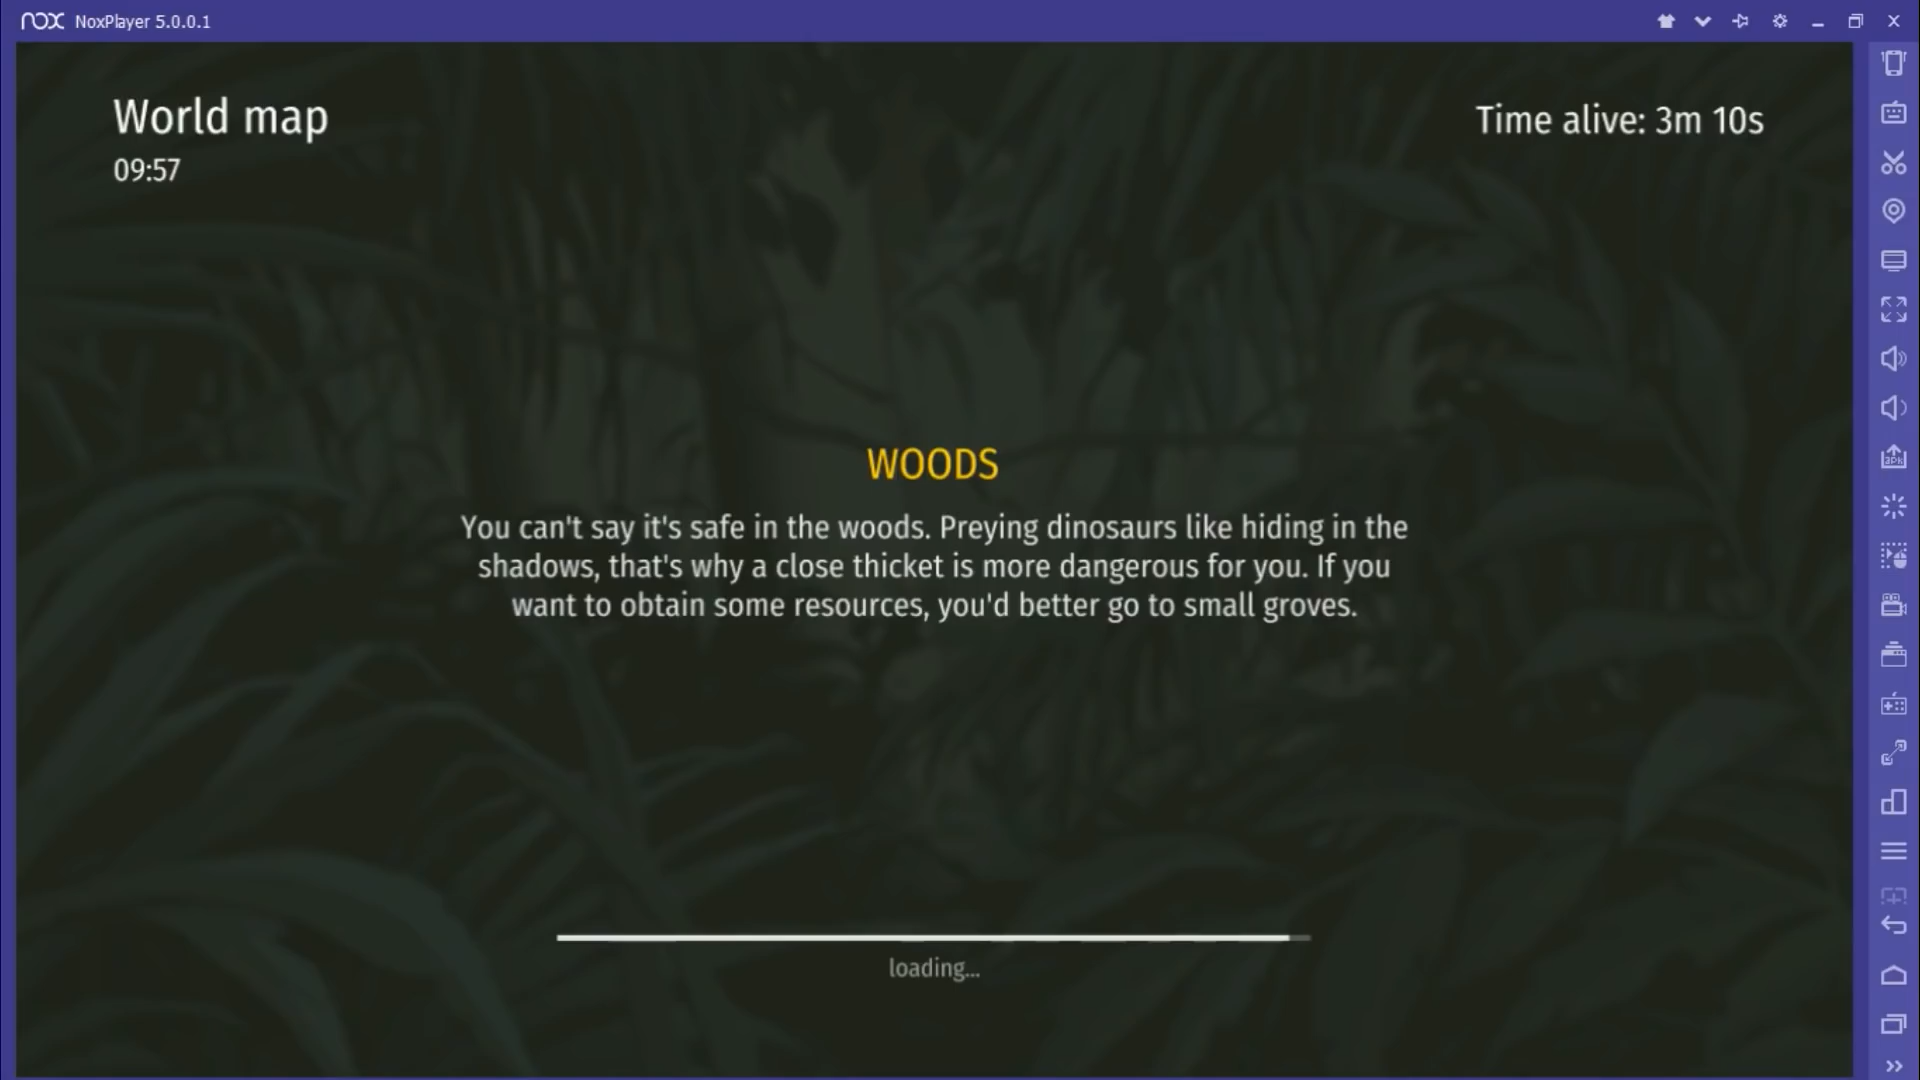 nox NoxPlayer 5.0.0.1
World map
Time alive: 3m 10s
09:57
WOODS
You can't say it's safe in the woods. Preying dinosaurs like hiding in the
shadows, that's why a close thicket is more dangerous for you. If you
want to obtain some resources, you'd better go to small groves.
loading...